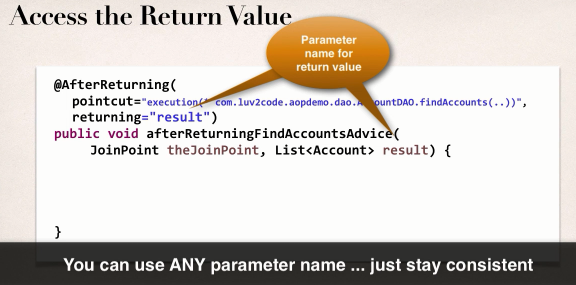 Access the Return Value
Parameter
name for
return value
@AfterReturning(
pointcut="execution(* com.luv2code.aopdemo.dao. ountDAO.findAccounts(..))",
returning="result")
public void afterReturningFindAccountsAdvice(
JoinPoint theJoinPoint, List<Account> result) {
}
You can use ANY parameter name ... just stay consistent